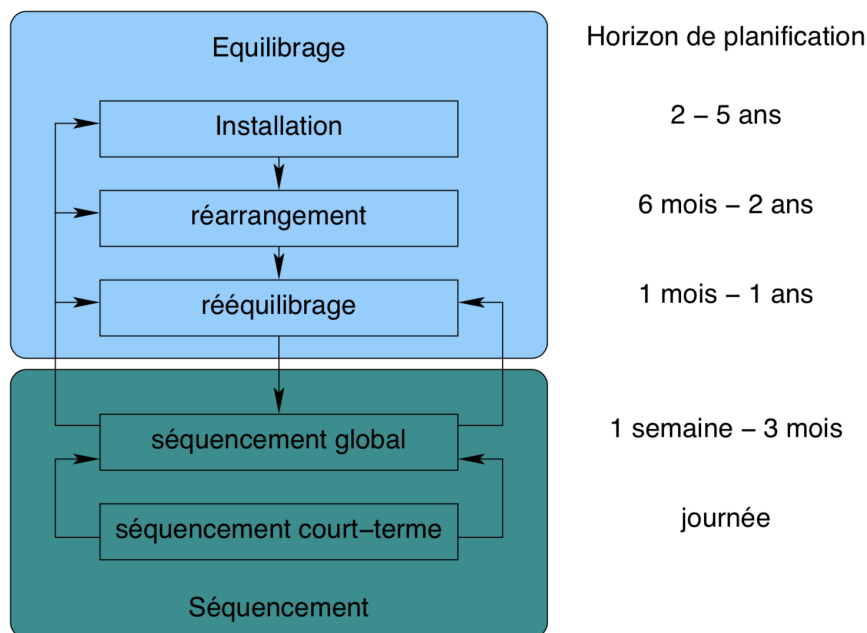 Equilibrage
Horizon de planification
Installation
2 – 5 ans
réarrangement
6 mois – 2 ans
rééquilibrage
1 mois – 1 ans
séquencement global
1 semaine – 3 mois
séquencement court–terme
journée
Séquencement